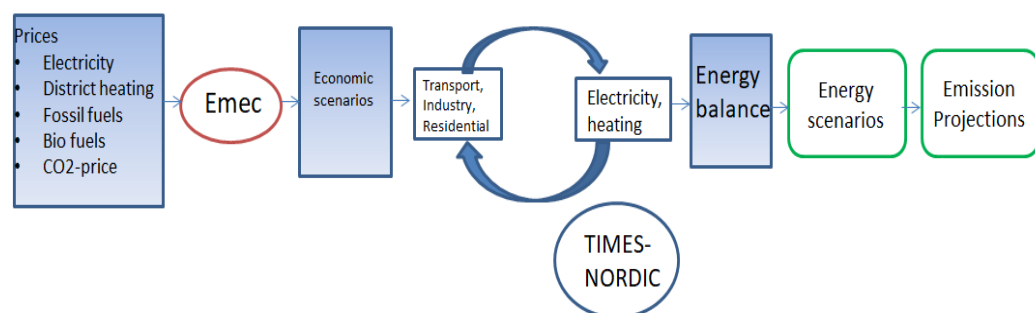 Prices
• Electricity
• District heating
• Fossil fuels
• Bio fuels
• CO2-price
Emec
Economic
scenarios
Transport,
Industry,
Residential
Electricity,
heating
Energy
balance
Energy
scenarios
Emission
Projections
TIMES-
NORDIC